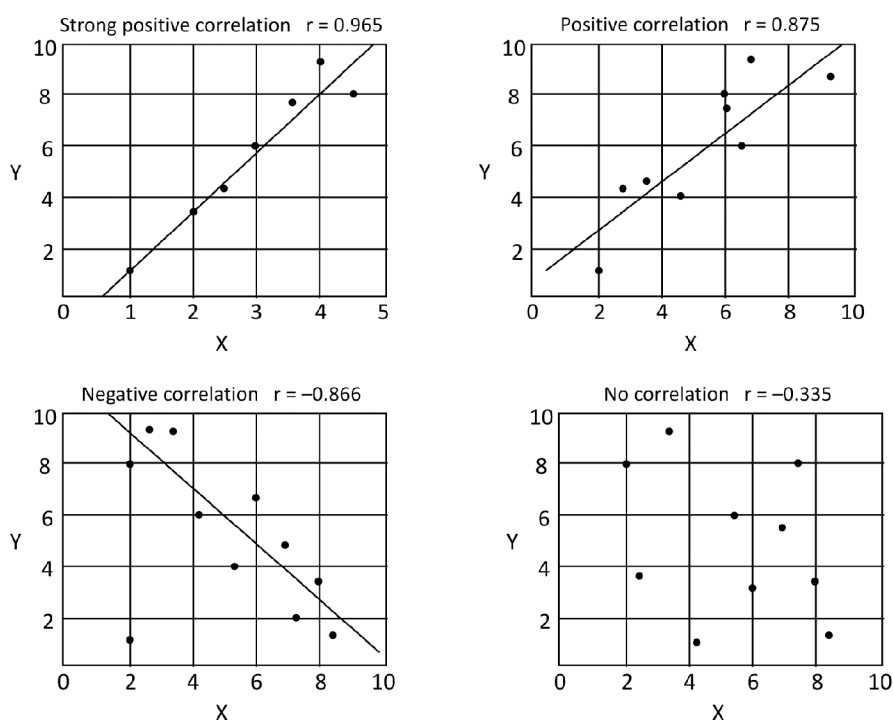 Strong positive correlation r = 0.965
10
8
6
4
2
Y
0 1 2 3 4 5
X
Positive correlation r = 0.875
10
8
6
4
2
Y
0 2 4 6 8 10
X
Negative correlation r = –0.866
10
8
6
4
2
Y
0 2 4 6 8 10
X
No correlation r = –0.335
10
8
6
4
2
Y
0 2 4 6 8 10
X